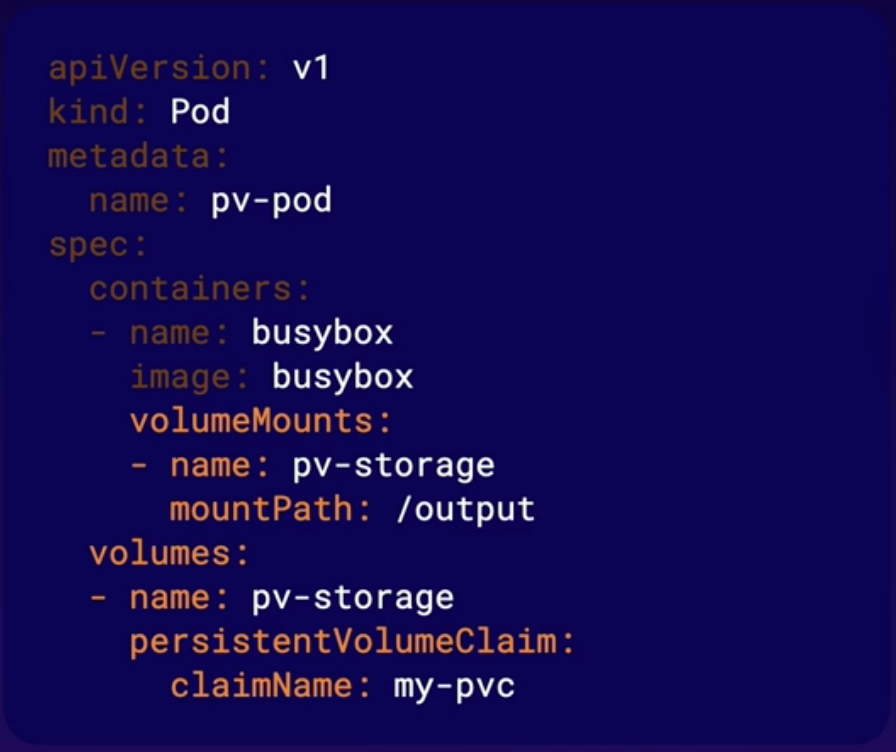 apiVersion: v1
kind: Pod
metadata:
  name: pv-pod
spec:
  containers:
  - name: busybox
    image: busybox
    volumeMounts:
    - name: pv-storage
      mountPath: /output
  volumes:
  - name: pv-storage
    persistentVolumeClaim:
      claimName: my-pvc